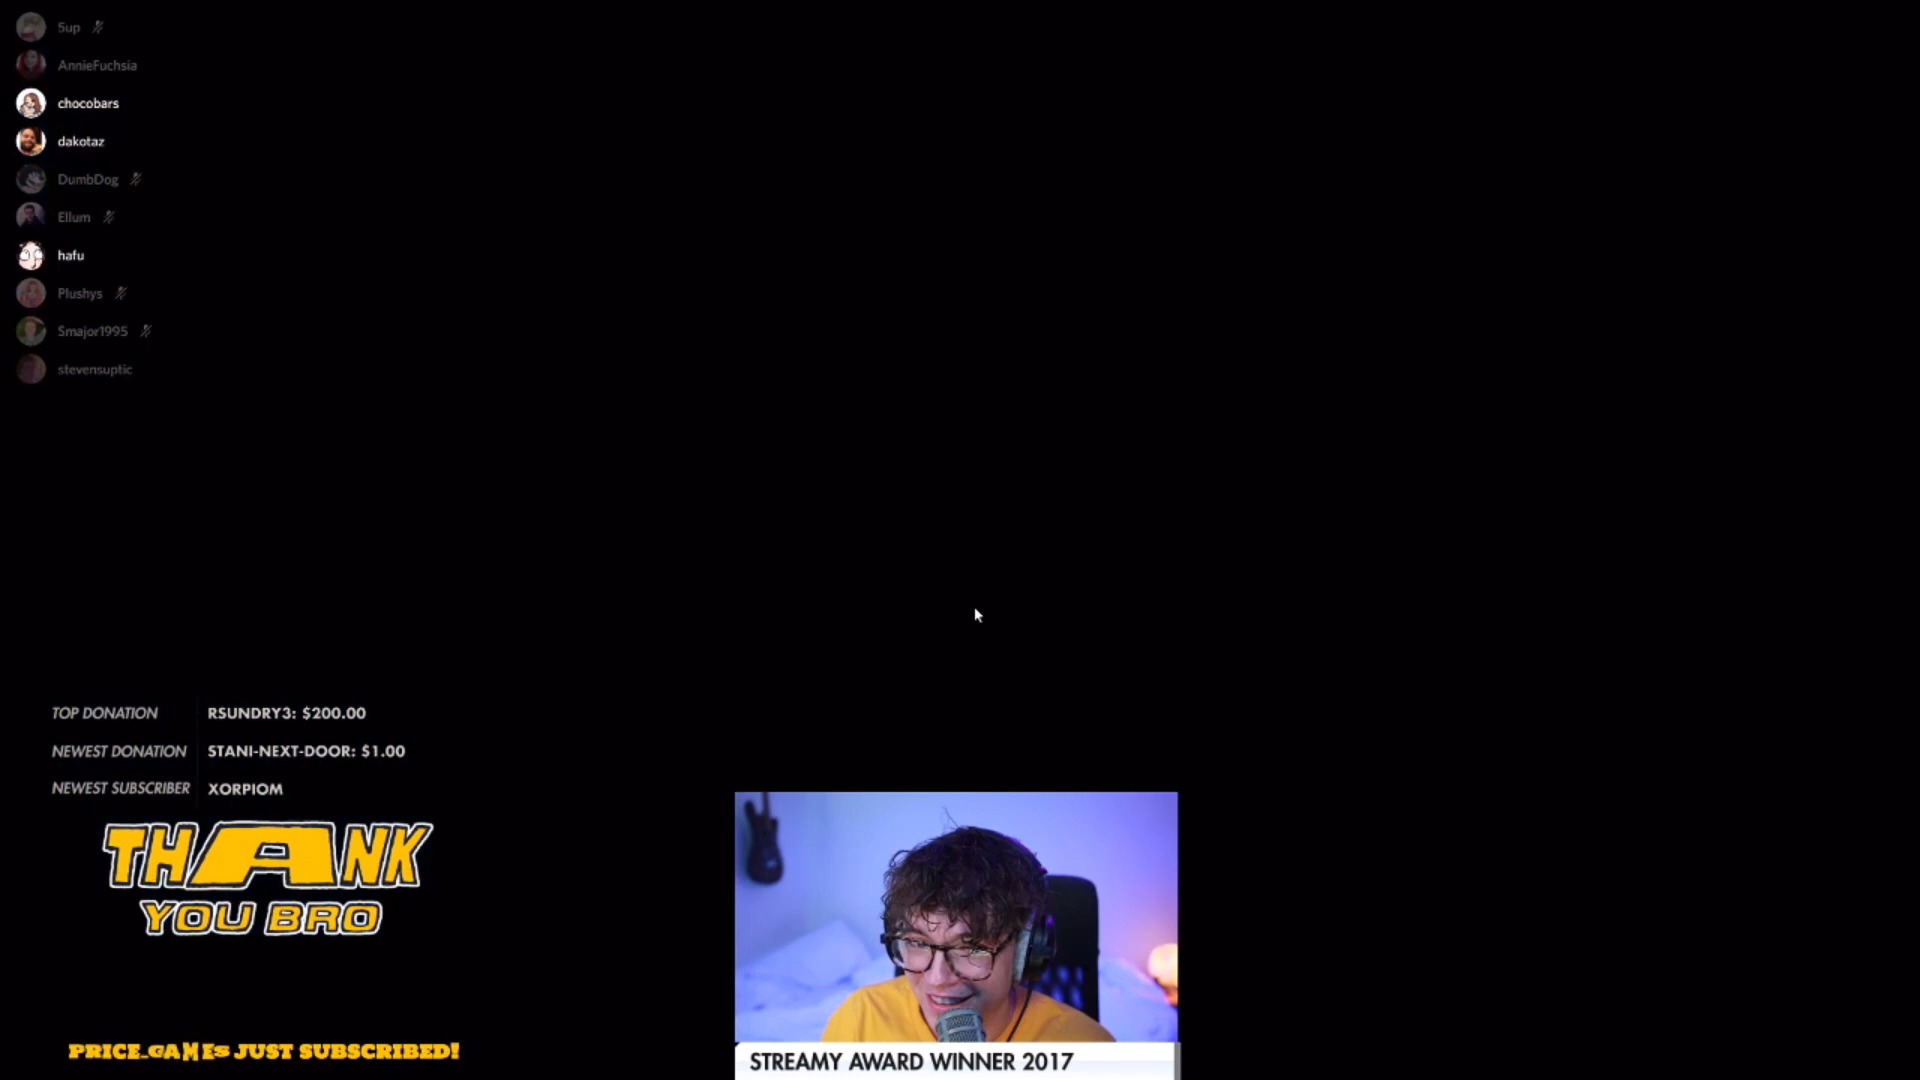 5up
AnnieFuchsia
chocobars
dakotaz
DumbDog
Ellum
hafu
Plushys
Smajor1995
stevensuptic
TOP DONATION RSUNDRY3: $200.00
NEWEST DONATION STANI-NEXT-DOOR: $1.00
NEWEST SUBSCRIBER XORPIOM
THANK
YOU BRO
PRICE_GAMES JUST SUBSCRIBED!
STREAMY AWARD WINNER 2017